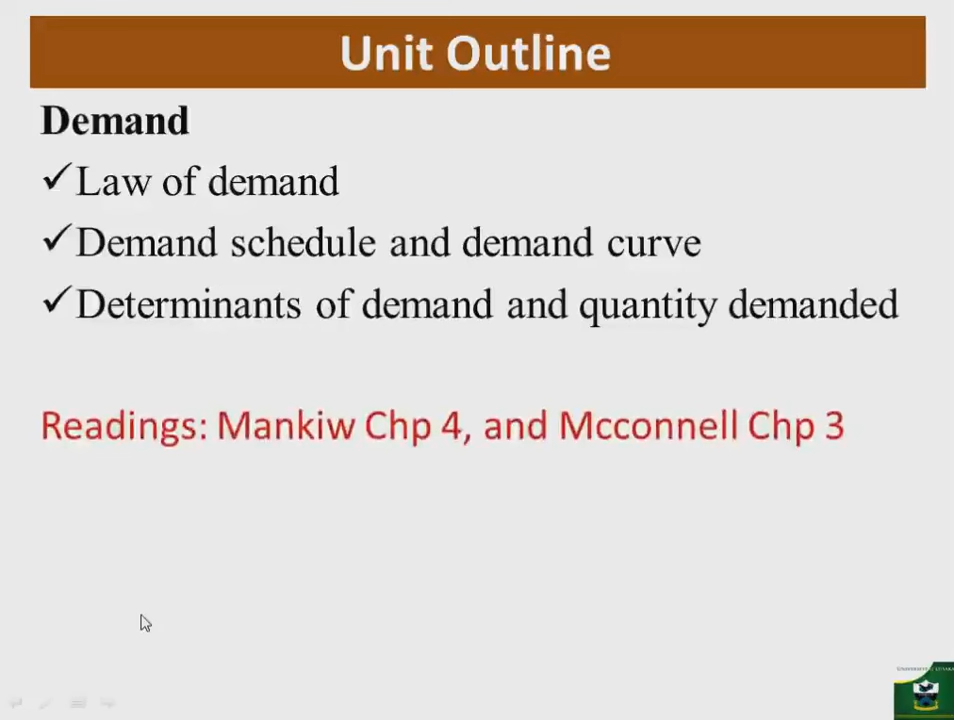 Unit Outline
Demand
✓Law of demand
✓Demand schedule and demand curve
✓Determinants of demand and quantity demanded
Readings: Mankiw Chp 4, and Mcconnell Chp 3